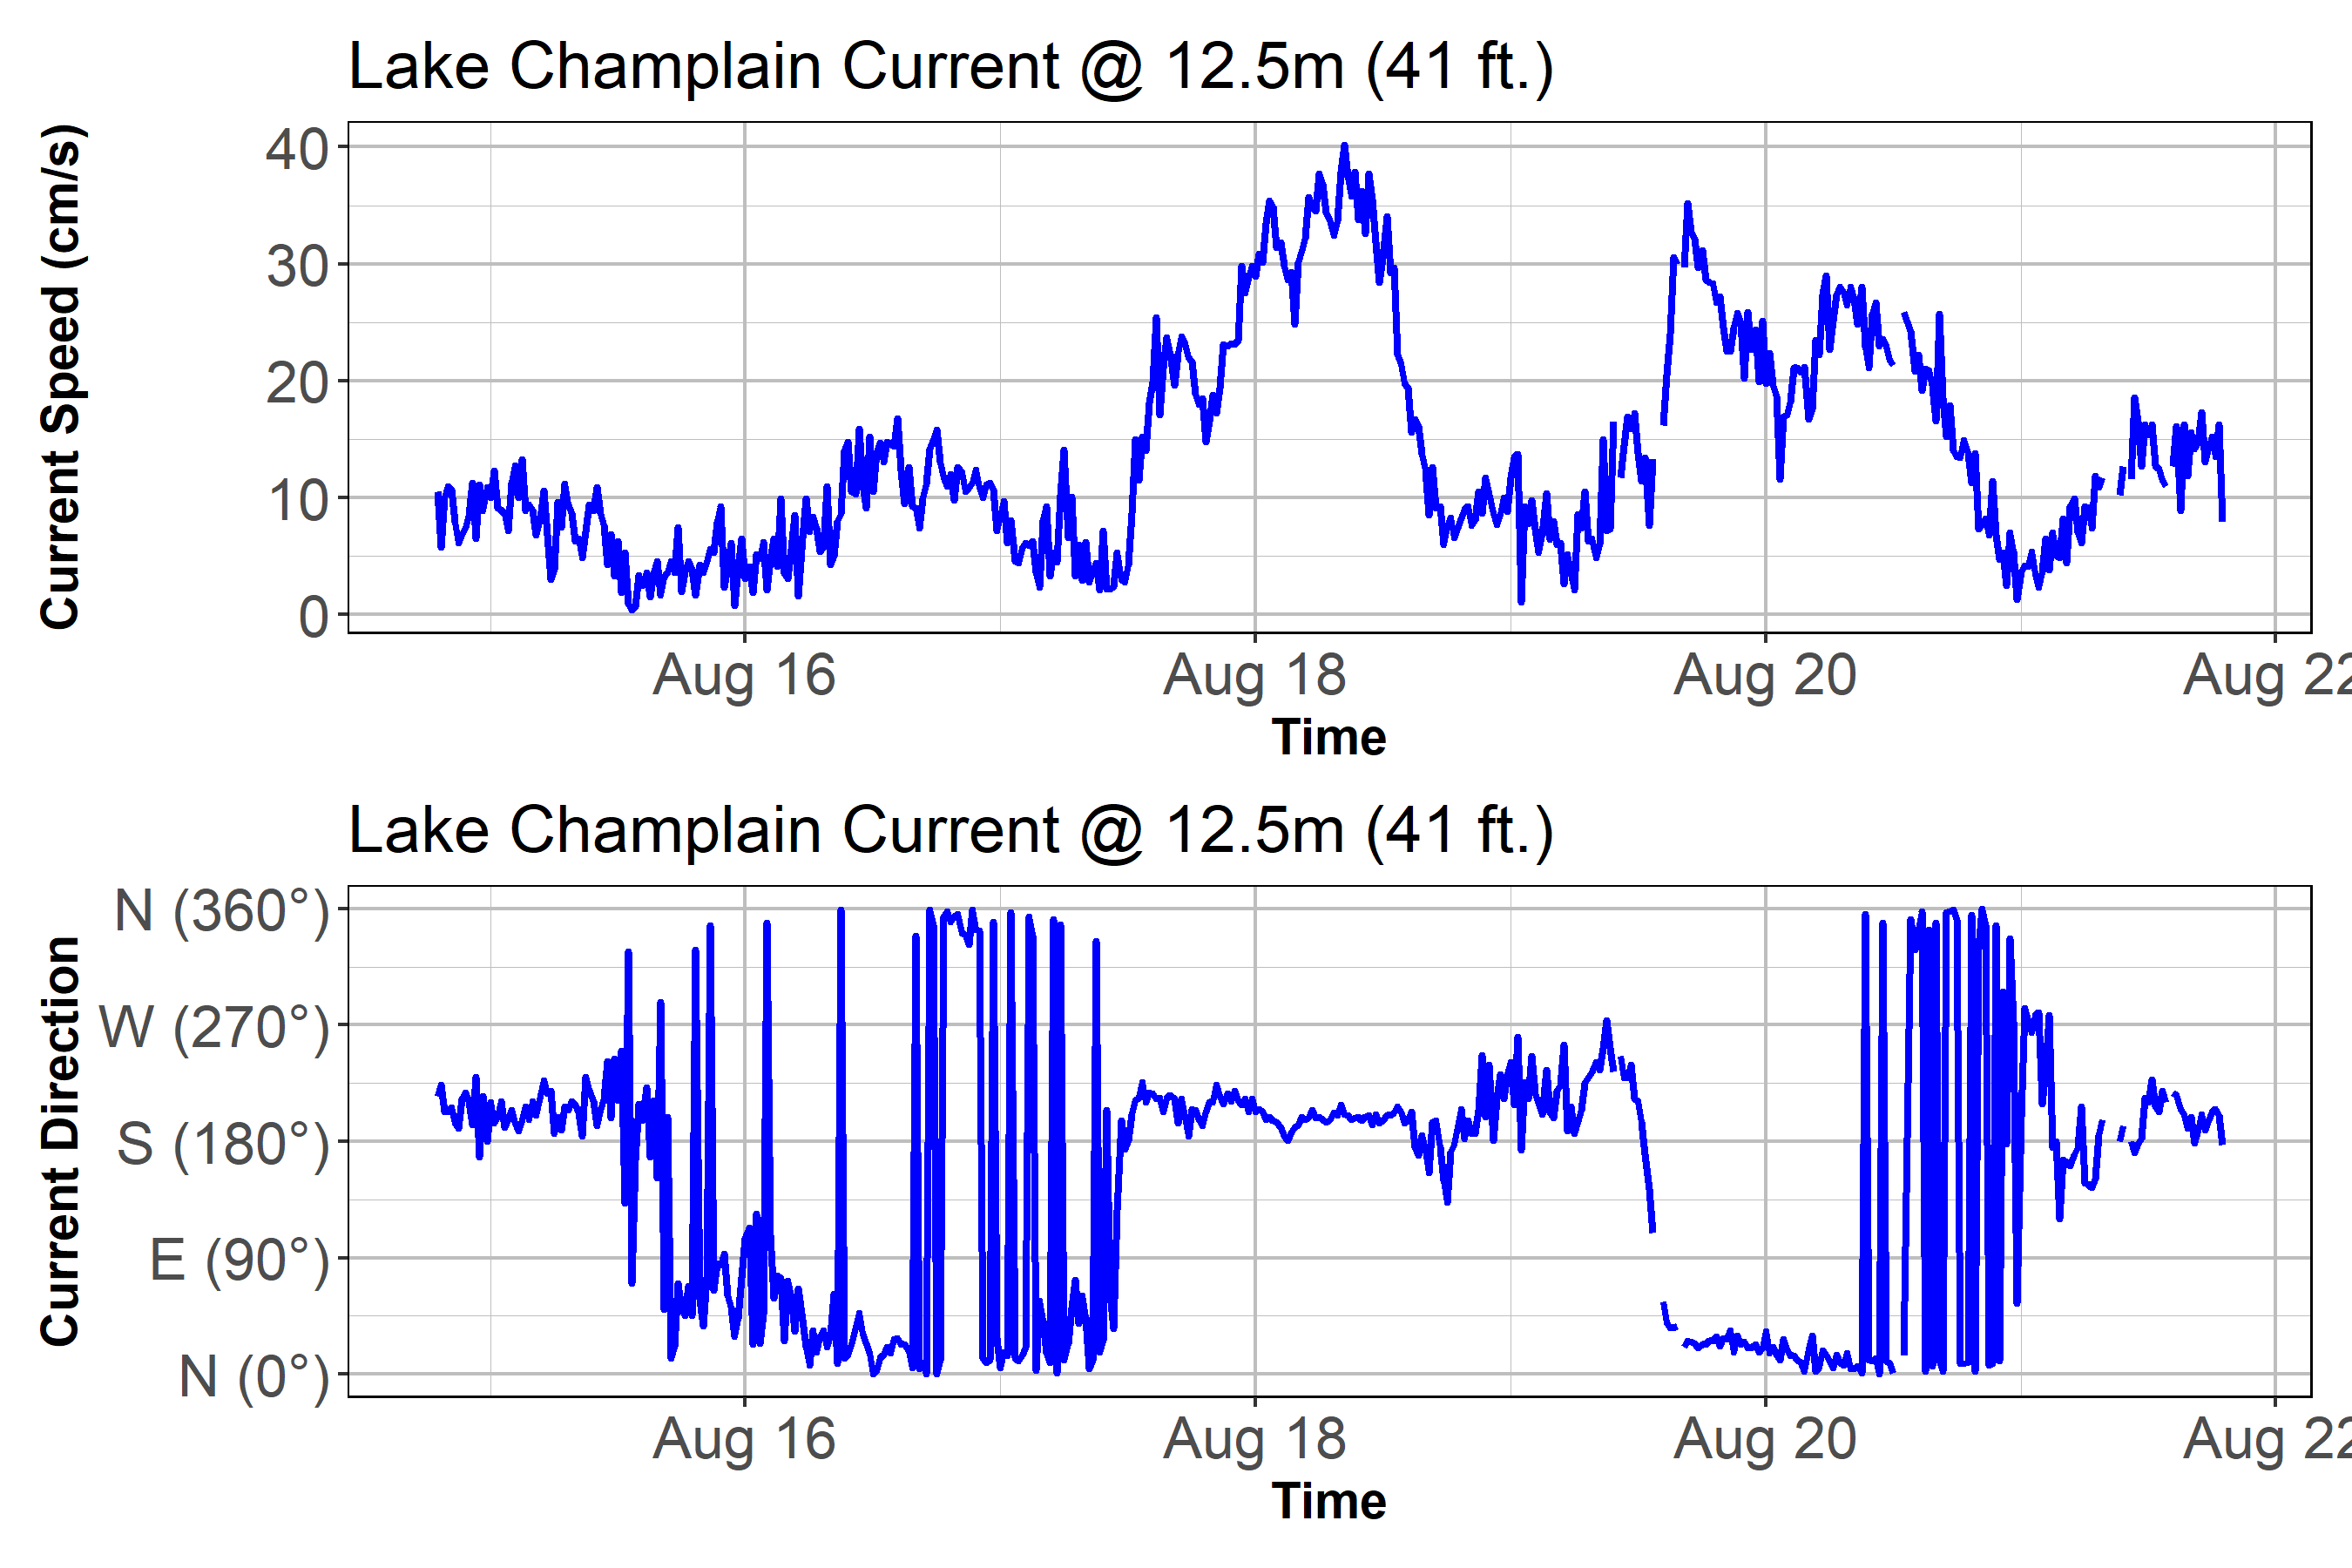 Lake Champlain Current @ 12.5m (41 ft.)
Current Speed (cm/s)
40
30
20
10
0
Aug 16 Aug 18 Aug 20 Aug 22
Time
Lake Champlain Current @ 12.5m (41 ft.)
Current Direction
N (360°)
W (270°)
S (180°)
E (90°)
N (0°)
Aug 16 Aug 18 Aug 20 Aug 22
Time